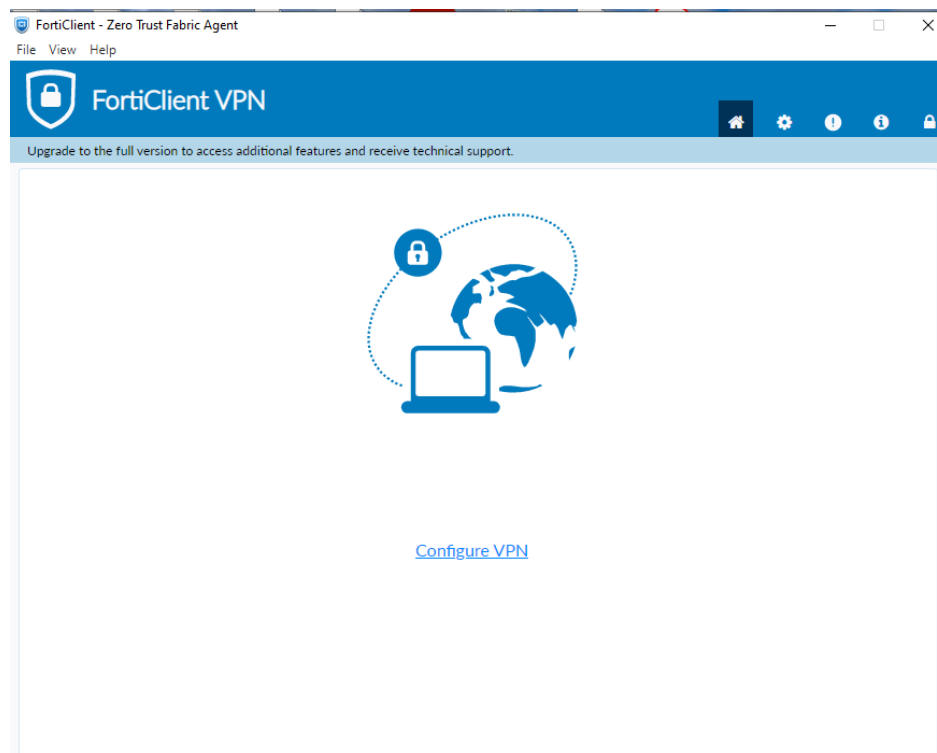 FortiClient - Zero Trust Fabric Agent
File View Help
FortiClient VPN
Upgrade to the full version to access additional features and receive technical support.
Configure VPN